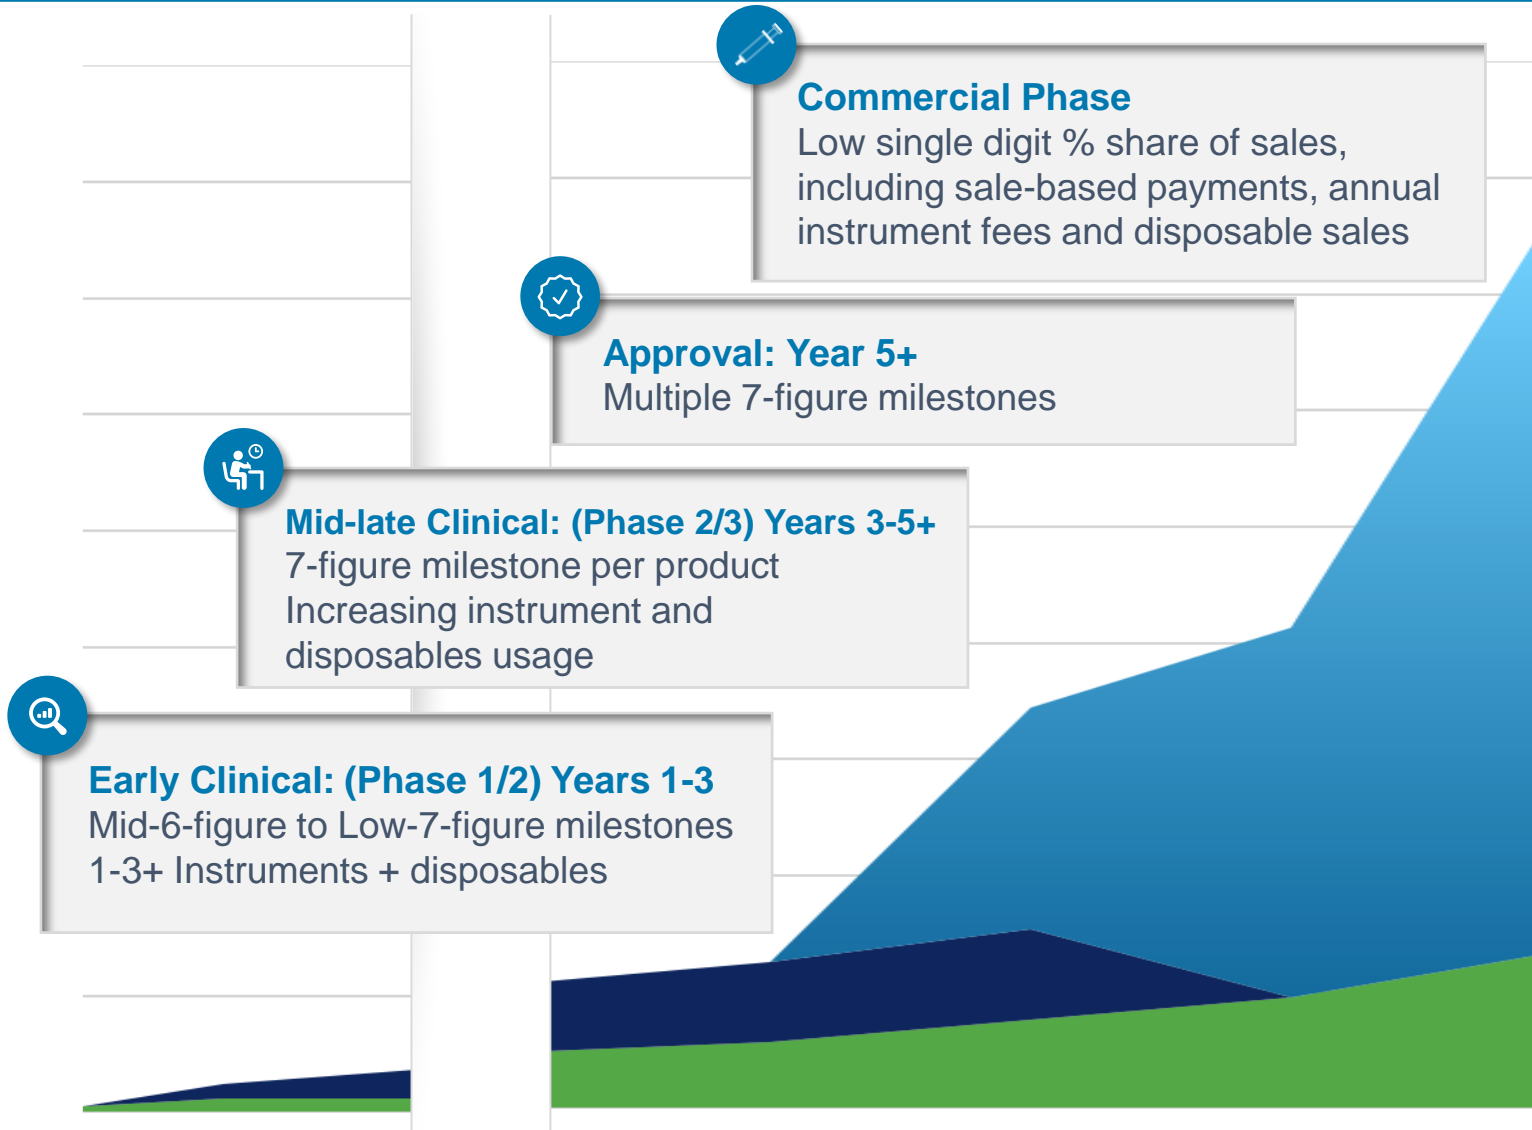 Commercial Phase
Low single digit % share of sales,
including sale-based payments, annual
instrument fees and disposable sales
Approval: Year 5+
Multiple 7-figure milestones
Mid-late Clinical: (Phase 2/3) Years 3-5+
7-figure milestone per product
Increasing instrument and
disposables usage
Early Clinical: (Phase 1/2) Years 1-3
Mid-6-figure to Low-7-figure milestones
1-3+ Instruments + disposables